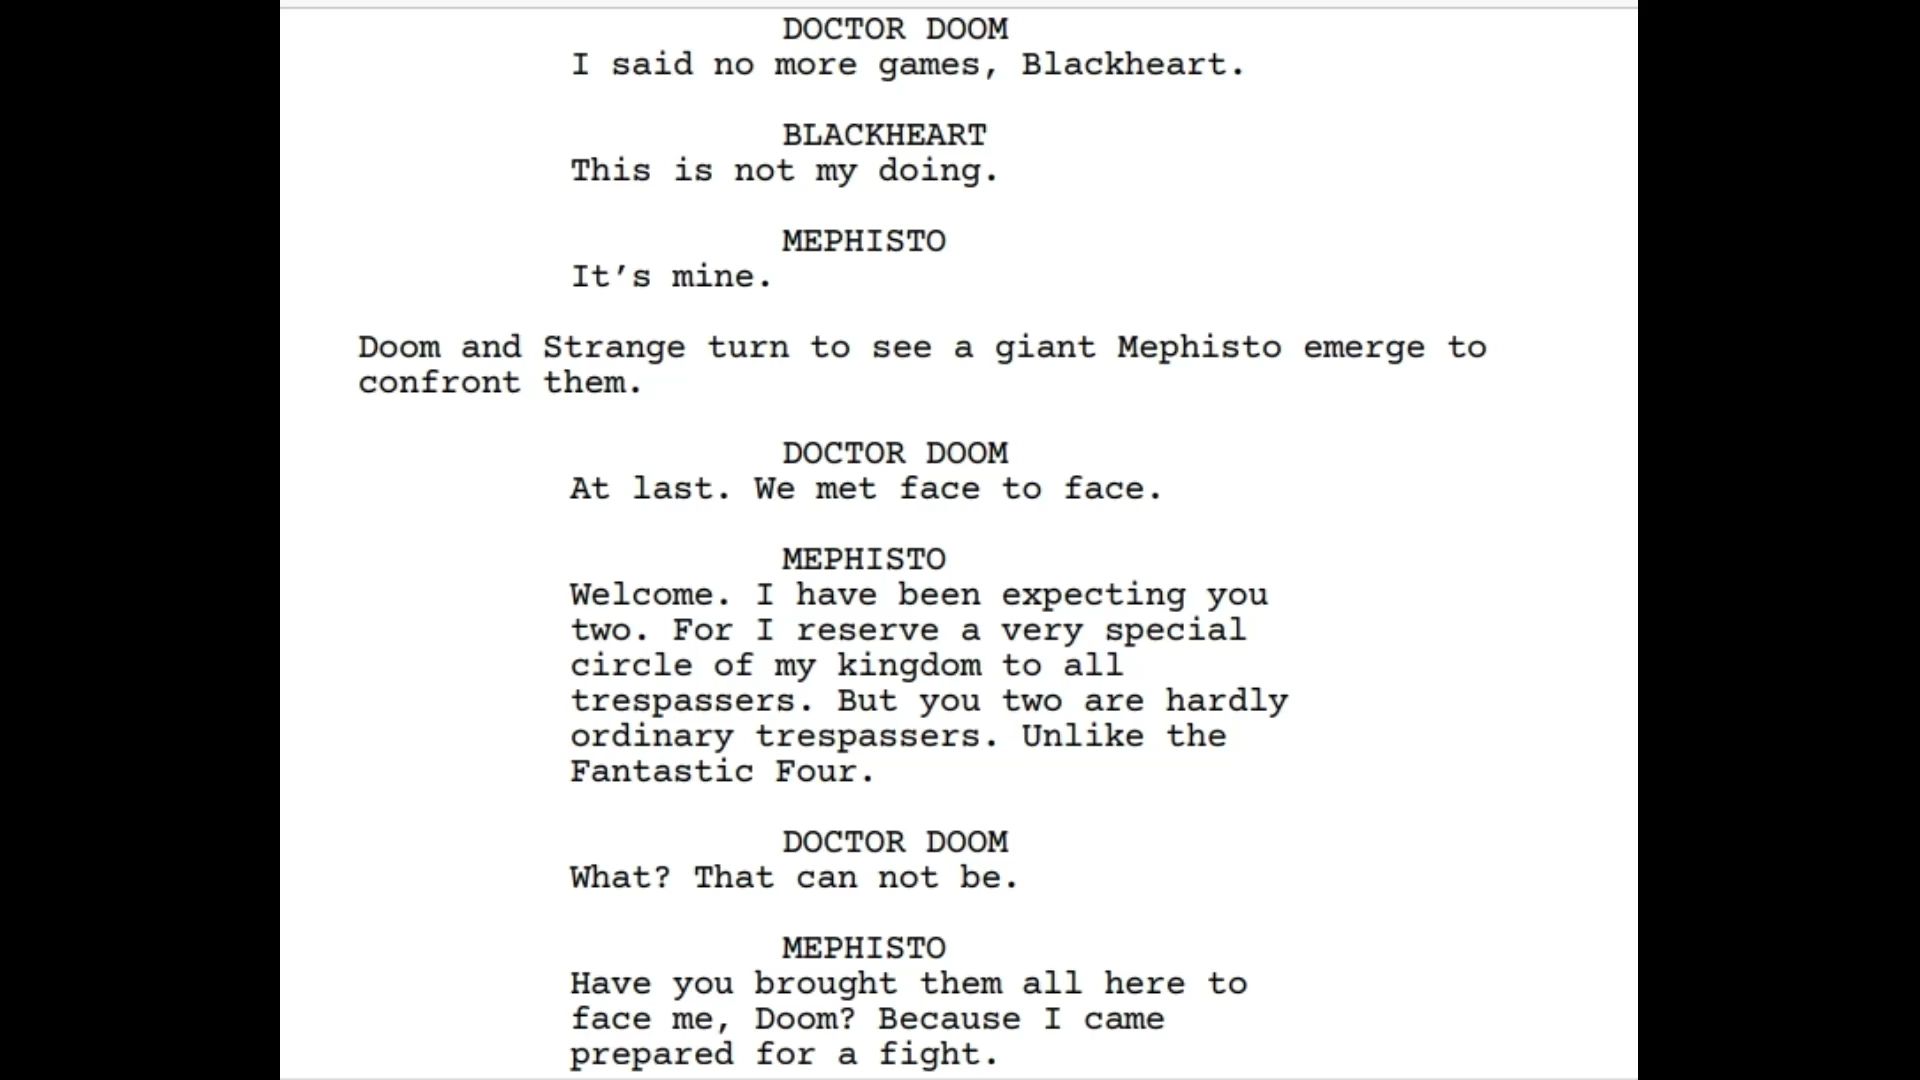 DOCTOR DOOM
I said no more games, Blackheart.
BLACKHEART
This is not my doing.
MEPHISTO
It’s mine.
Doom and Strange turn to see a giant Mephisto emerge to
confront them.
DOCTOR DOOM
At last. We met face to face.
MEPHISTO
Welcome. I have been expecting you
two. For I reserve a very special
circle of my kingdom to all
trespassers. But you two are hardly
ordinary trespassers. Unlike the
Fantastic Four.
DOCTOR DOOM
What? That can not be.
MEPHISTO
Have you brought them all here to
face me, Doom? Because I came
prepared for a fight.